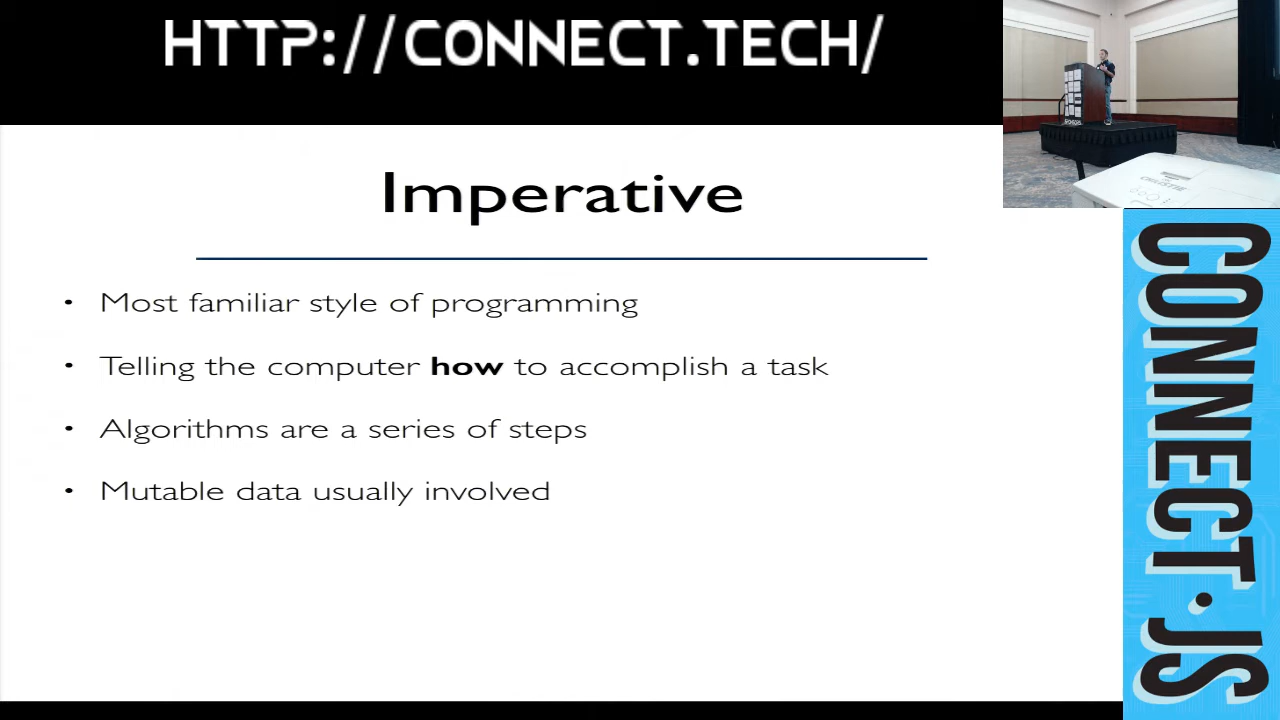 HTTP://CONNECT.TECH/
Imperative
• Most familiar style of programming
• Telling the computer how to accomplish a task
• Algorithms are a series of steps
• Mutable data usually involved
CHRISTIE
CONNECT·JS